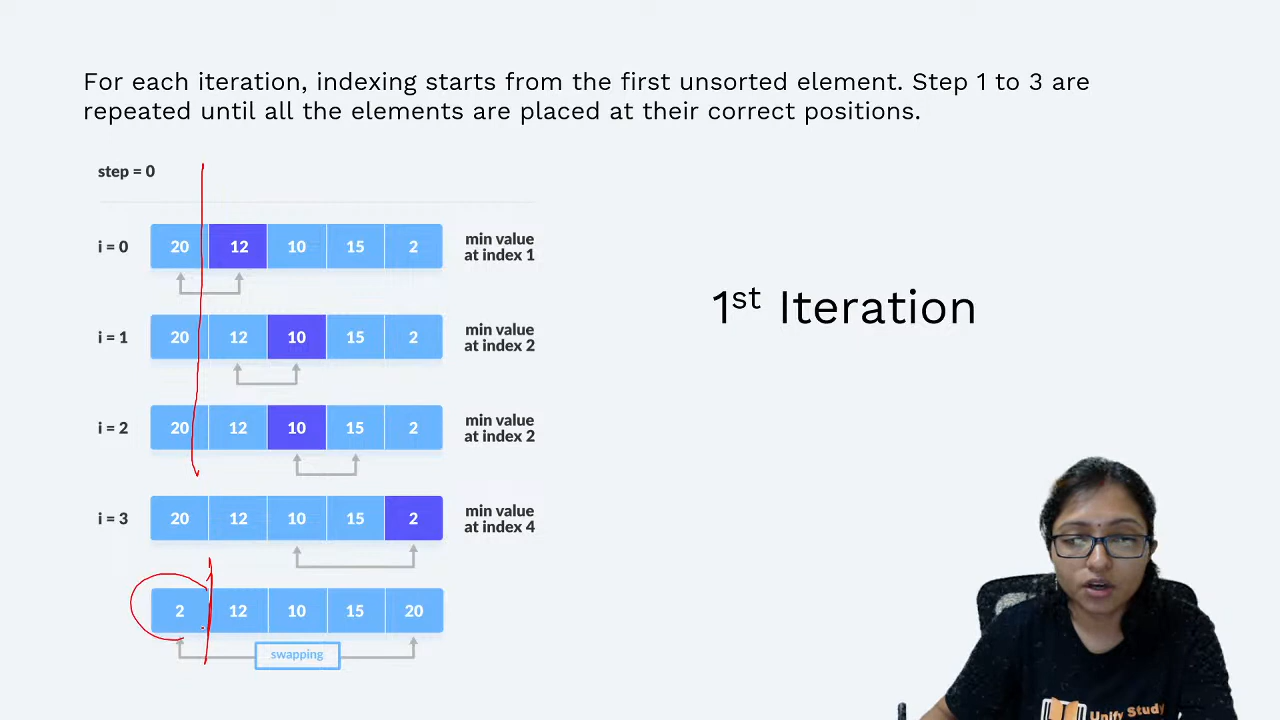 For each iteration, indexing starts from the first unsorted element. Step 1 to 3 are
repeated until all the elements are placed at their correct positions.
step = 0
i = 0 20 12 10 15 2 min value
at index 1
1st Iteration
i = 1 20 12 10 15 2 min value
at index 2
i = 2 20 12 10 15 2 min value
at index 2
i = 3 20 12 10 15 2 min value
at index 4
2 12 10 15 20
swapping
Unify Study